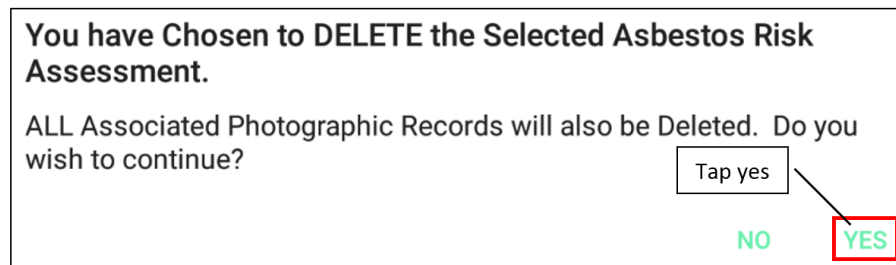 You have Chosen to DELETE the Selected Asbestos Risk
Assessment.
ALL Associated Photographic Records will also be Deleted.  Do you
wish to continue?
Tap yes
NO
YES